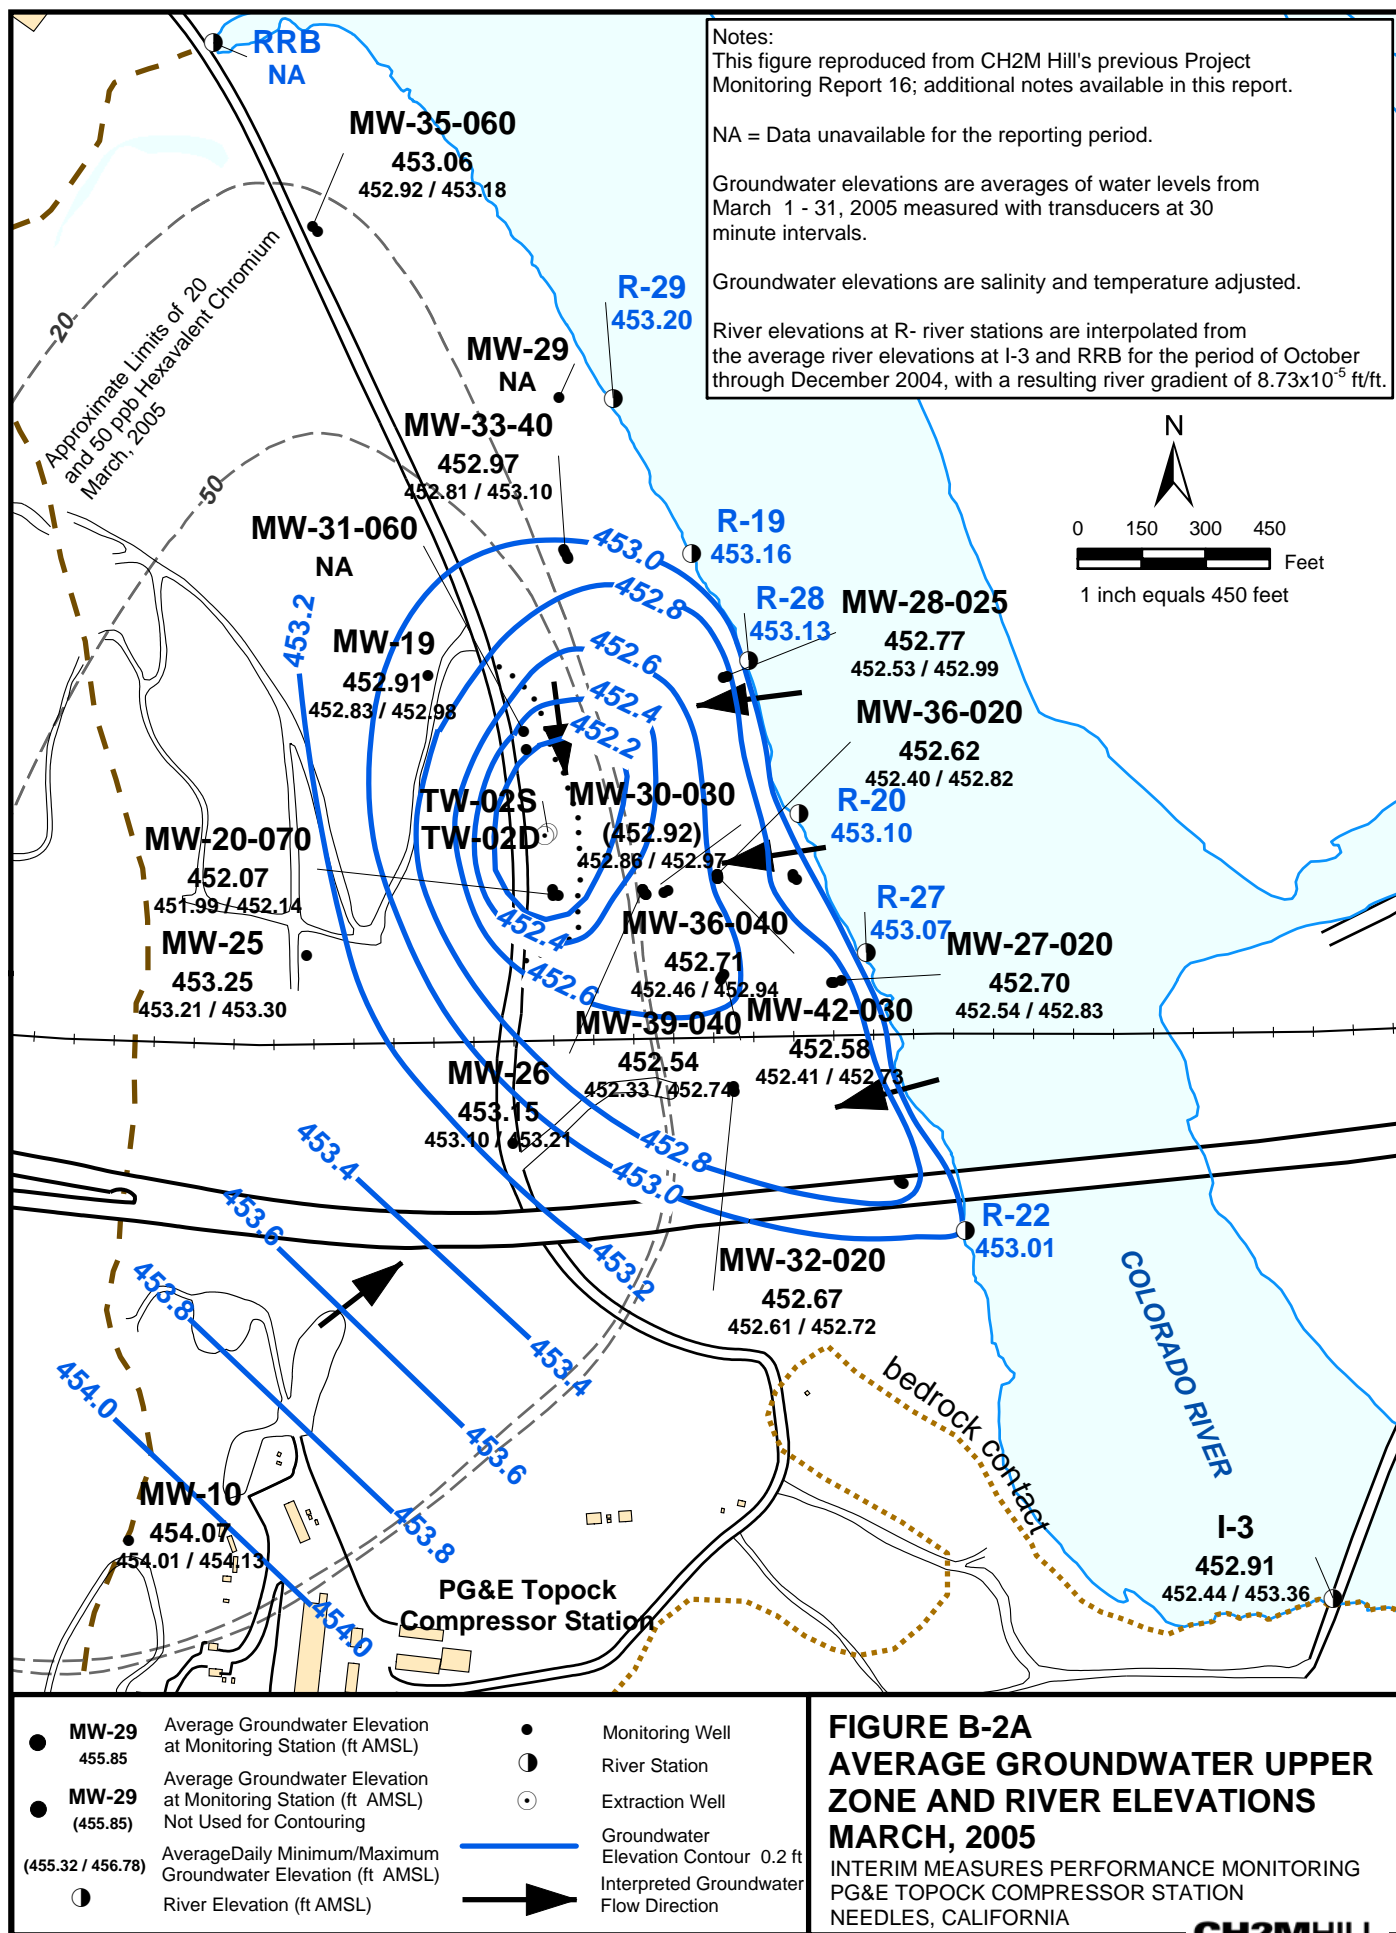 RRB
NA
Notes:
This figure reproduced from CH2M Hill's previous Project
Monitoring Report 16; additional notes available in this report.
NA = Data unavailable for the reporting period.
Groundwater elevations are averages of water levels from
March 1 - 31, 2005 measured with transducers at 30
minute intervals.
Groundwater elevations are salinity and temperature adjusted.
River elevations at R- river stations are interpolated from
the average river elevations at I-3 and RRB for the period of October
through December 2004, with a resulting river gradient of 8.73x10-5 ft/ft.
MW-35-060
453.06
452.92 / 453.18
20
Approximate Limits of 20
and 50 ppb Hexavalent Chromium
March, 2005
50
R-29
453.20
MW-29
NA
MW-33-40
452.97
452.81 / 453.10
N
0 150 300 450
Feet
1 inch equals 450 feet
MW-31-060
NA
R-19
453.16
453.0
452.8
453.2
R-28
453.13
MW-28-025
452.77
452.53 / 452.99
MW-19
452.91
452.83 / 452.98
452.6
452.4
452.2
MW-36-020
452.62
452.40 / 452.82
TW-02S
TW-02D
MW-30-030
(452.92)
452.86 / 452.97
R-20
453.10
MW-20-070
452.07
451.99 / 452.14
R-27
453.07
452.4
MW-36-040
452.71
452.46 / 452.94
MW-25
453.25
453.21 / 453.30
MW-27-020
452.70
452.54 / 452.83
452.6
MW-39-040
452.54
452.33 / 452.74
MW-42-030
452.58
452.41 / 452.73
MW-26
453.15
453.10 / 453.21
452.8
453.0
453.4
453.6
453.8
454.0
453.2
R-22
453.01
MW-32-020
452.67
452.61 / 452.72
COLORADO RIVER
453.4
453.6
453.8
454.0
bedrock contact
MW-10
454.07
454.01 / 454.13
PG&E Topock
Compressor Station
I-3
452.91
452.44 / 453.36
MW-29
455.85
Average Groundwater Elevation
at Monitoring Station (ft AMSL)
MW-29
(455.85)
Average Groundwater Elevation
at Monitoring Station (ft AMSL)
Not Used for Contouring
(455.32 / 456.78)
AverageDaily Minimum/Maximum
Groundwater Elevation (ft AMSL)
River Elevation (ft AMSL)
Monitoring Well
River Station
Extraction Well
Groundwater
Elevation Contour 0.2 ft
Interpreted Groundwater
Flow Direction
FIGURE B-2A
AVERAGE GROUNDWATER UPPER
ZONE AND RIVER ELEVATIONS
MARCH, 2005
INTERIM MEASURES PERFORMANCE MONITORING
PG&E TOPOCK COMPRESSOR STATION
NEEDLES, CALIFORNIA
CH2MHILL